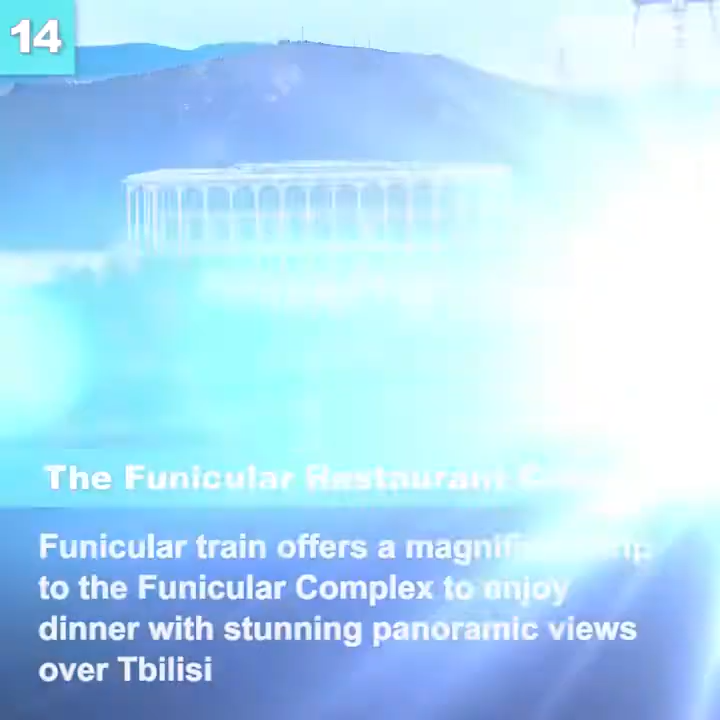 14
The Funicular Restaurant
Funicular train offers a
to the Funicular Complex to enjoy
dinner with stunning panoramic views
over Tbilisi